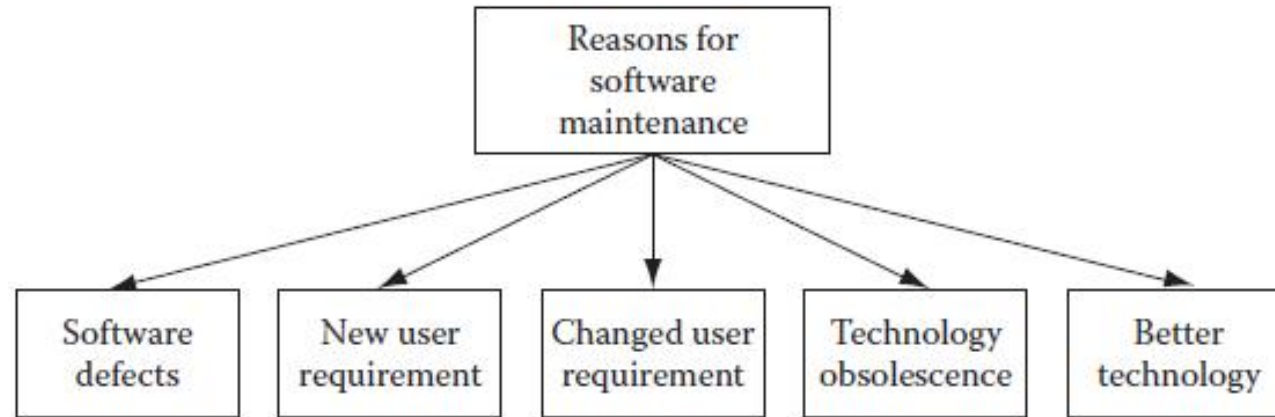 Reasons for
software
maintenance
Software
defects
New user
requirement
Changed user
requirement
Technology
obsolescence
Better
technology